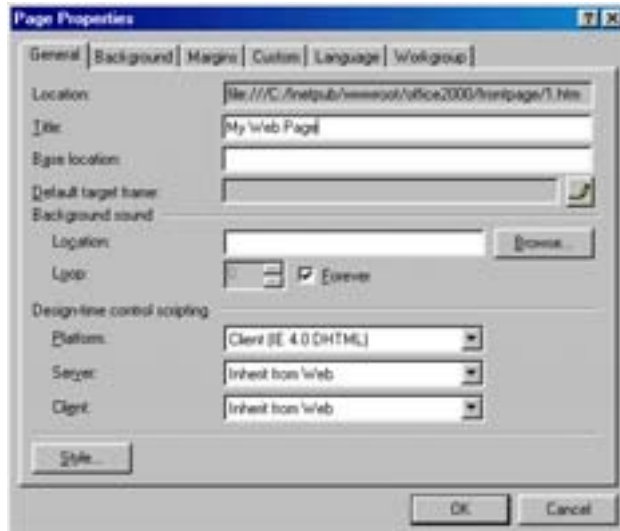 Page Properties
General Background Margins Custom Language Workgroup
Location: file:///C:/Inetpub/wwwroot/office2000/frontpage/1.htm
Title: My Web Page
Base location:
Default target frame:
Background sound
Location: Browse...
Loop: 0 Forever
Design-time control scripting
Platform: Client (IE 4.0 DHTML)
Server: Inherit from Web
Client: Inherit from Web
Style...
OK Cancel